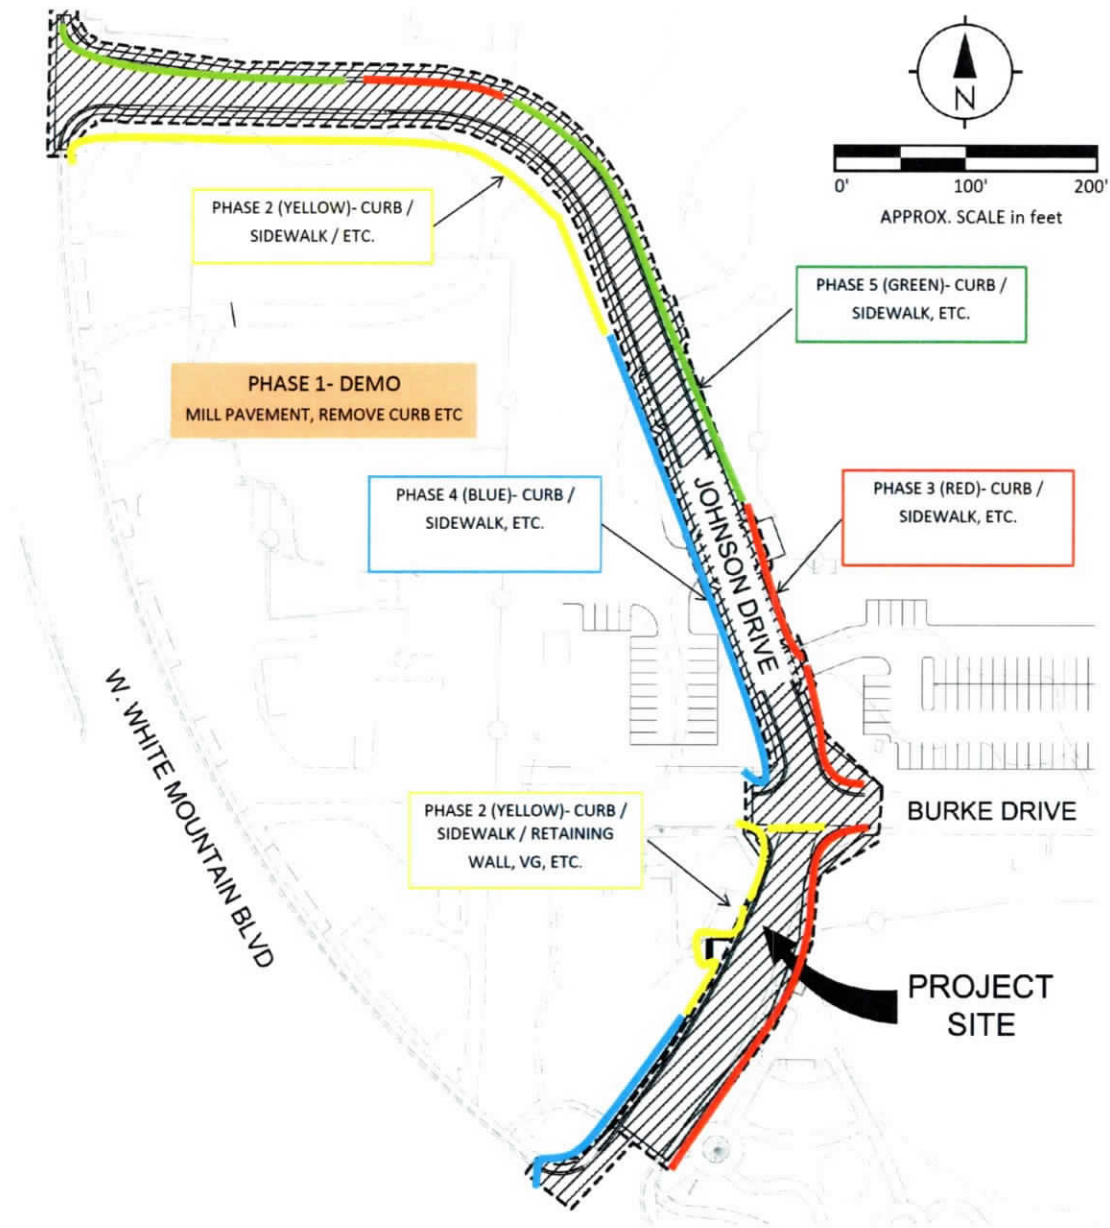 N
0' 100' 200'
APPROX. SCALE in feet
PHASE 2 (YELLOW)- CURB /
SIDEWALK / ETC.
PHASE 5 (GREEN)- CURB /
SIDEWALK, ETC.
PHASE 1- DEMO
MILL PAVEMENT, REMOVE CURB ETC
PHASE 4 (BLUE)- CURB /
SIDEWALK, ETC.
PHASE 3 (RED)- CURB /
SIDEWALK, ETC.
JOHNSON DRIVE
W. WHITE MOUNTAIN BLVD
PHASE 2 (YELLOW)- CURB /
SIDEWALK / RETAINING
WALL, VG, ETC.
BURKE DRIVE
PROJECT
SITE